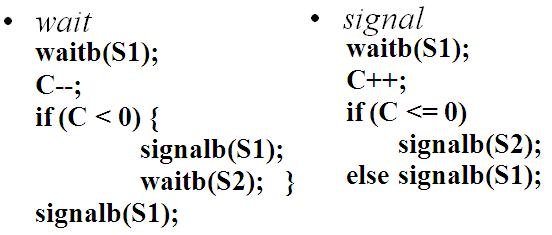 • wait
waitb(S1);
C--;
if (C < 0) {
signalb(S1);
waitb(S2); }
signalb(S1);
• signal
waitb(S1);
C++;
if (C <= 0)
signalb(S2);
else signalb(S1);